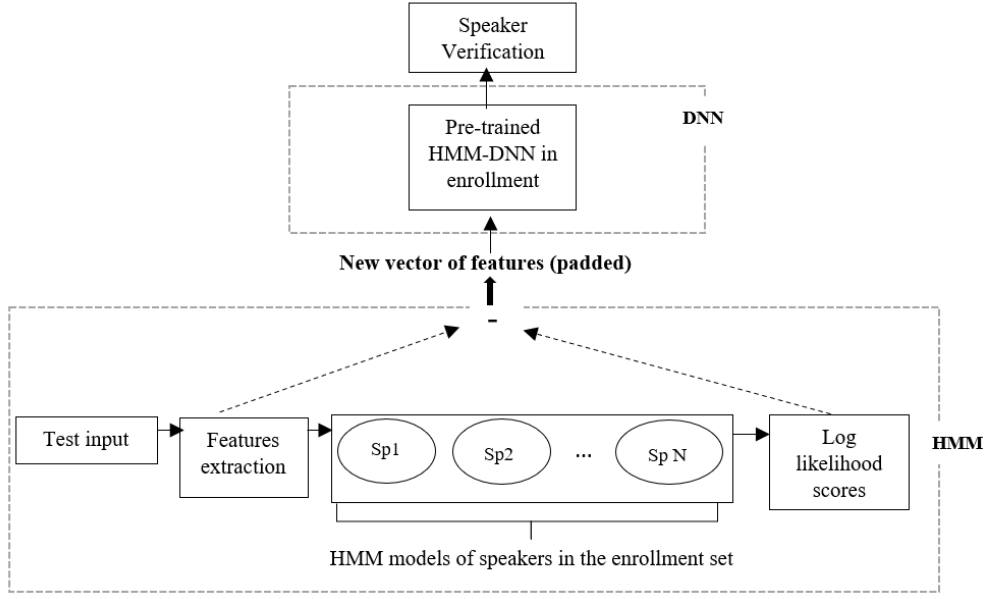 Speaker
Verification
DNN
Pre-trained
HMM-DNN in
enrollment
New vector of features (padded)
-
Test input
Features
extraction
Sp1
Sp2
...
Sp N
Log
likelihood
scores
HMM
HMM models of speakers in the enrollment set